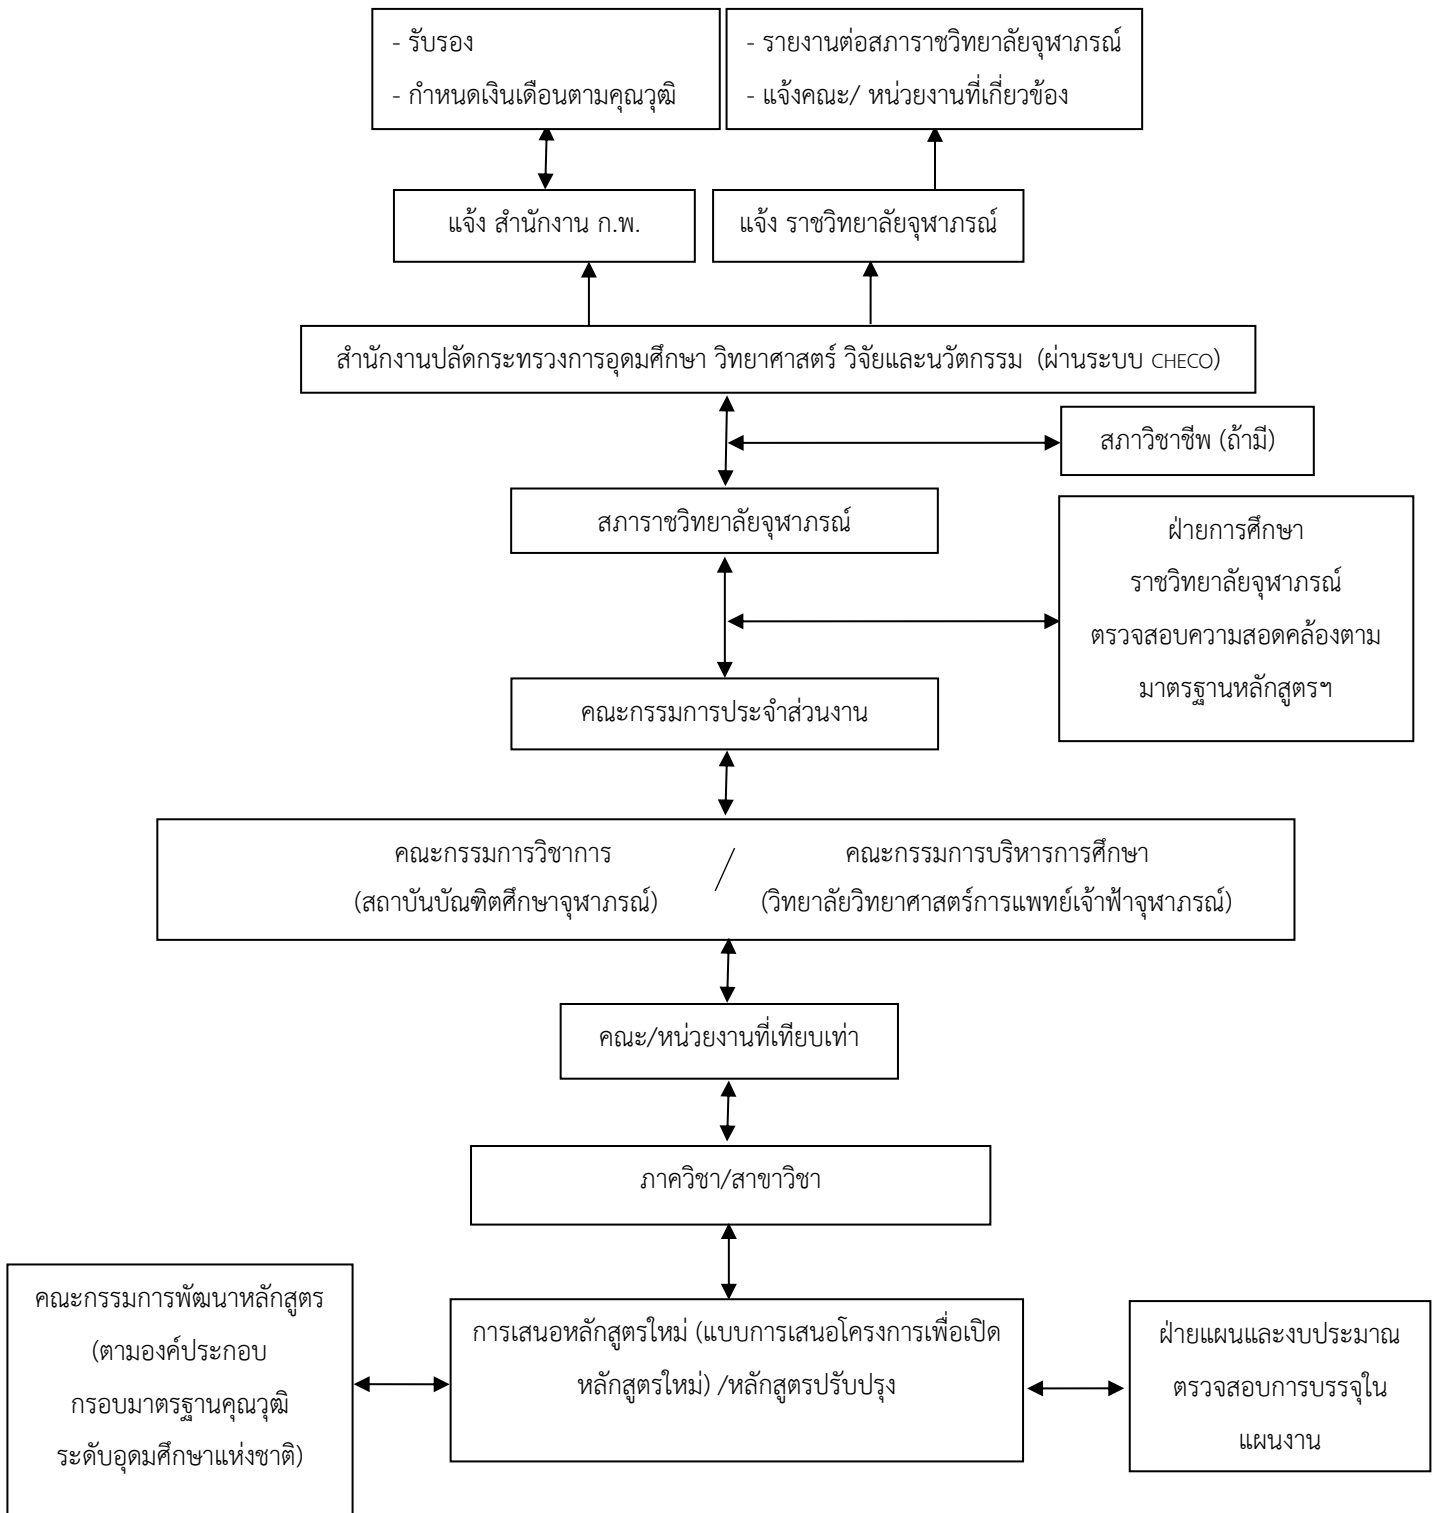 - รับรอง
- กำหนดเงินเดือนตามคุณวุฒิ
- รายงานต่อสภาราชวิทยาลัยจุฬาภรณ์
- แจ้งคณะ/ หน่วยงานที่เกี่ยวข้อง
แจ้ง สำนักงาน ก.พ.
แจ้ง ราชวิทยาลัยจุฬาภรณ์
สำนักงานปลัดกระทรวงการอุดมศึกษา วิทยาศาสตร์ วิจัยและนวัตกรรม (ผ่านระบบ CHECO)
สภาวิชาชีพ (ถ้ามี)
สภาราชวิทยาลัยจุฬาภรณ์
ฝ่ายการศึกษา
ราชวิทยาลัยจุฬาภรณ์
ตรวจสอบความสอดคล้องตาม
มาตรฐานหลักสูตรฯ
คณะกรรมการประจำส่วนงาน
คณะกรรมการวิชาการ
(สถาบันบัณฑิตศึกษาจุฬาภรณ์)
/
คณะกรรมการบริหารการศึกษา
(วิทยาลัยวิทยาศาสตร์การแพทย์เจ้าฟ้าจุฬาภรณ์)
คณะ/หน่วยงานที่เทียบเท่า
ภาควิชา/สาขาวิชา
คณะกรรมการพัฒนาหลักสูตร
(ตามองค์ประกอบ
กรอบมาตรฐานคุณวุฒิ
ระดับอุดมศึกษาแห่งชาติ)
การเสนอหลักสูตรใหม่ (แบบการเสนอโครงการเพื่อเปิด
หลักสูตรใหม่) /หลักสูตรปรับปรุง
ฝ่ายแผนและงบประมาณ
ตรวจสอบการบรรจุใน
แผนงาน